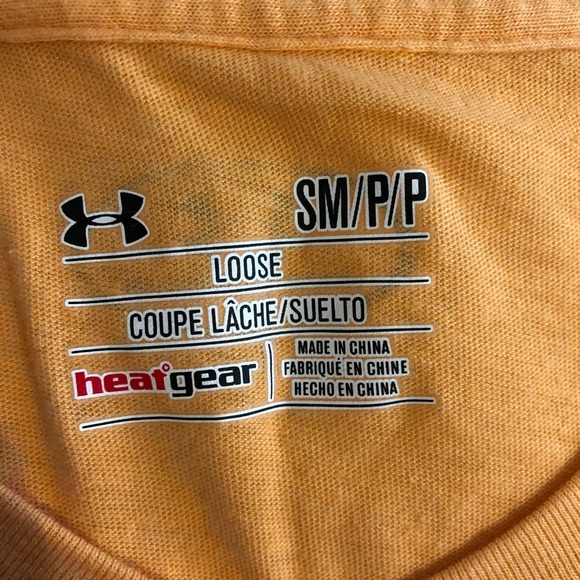 SM/P/P
LOOSE
COUPE LÂCHE/SUELTO
heatgear
MADE IN CHINA
FABRIQUÉ EN CHINE
HECHO EN CHINA